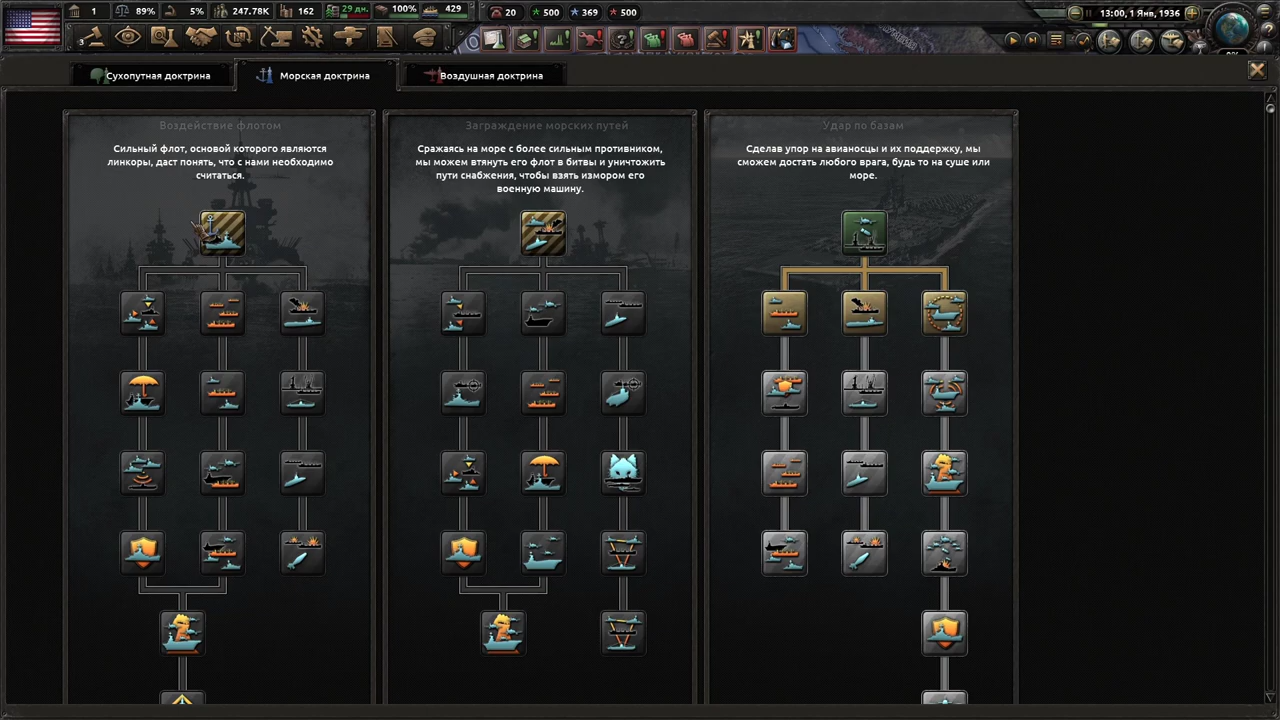 1 89% 5% 247.78K 162 29 дн. 100% 429 20 500 369 500 13:00, 1 Янв, 1936
3
0%
Сухопутная доктрина Морская доктрина Воздушная доктрина
Воздействие флотом
Сильный флот, основой которого являются
линкоры, даст понять, что с нами необходимо
считаться.
Заграждение морских путей
Сражаясь на море с более сильным противником,
мы можем втянуть его флот в битвы и уничтожить
пути снабжения, чтобы взять измором его
военную машину.
Удар по базам
Сделав упор на авианосцы и их поддержку, мы
сможем достать любого врага, будь то на суше или
море.